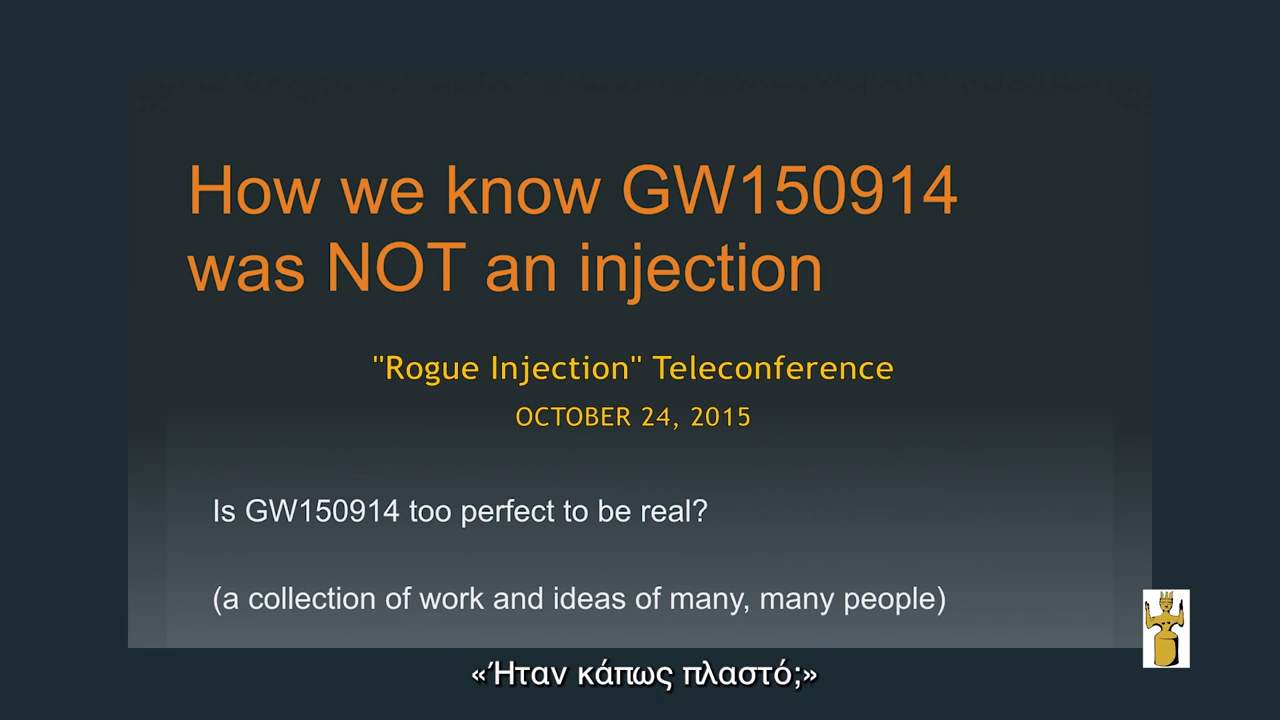 How we know GW150914
was NOT an injection
"Rogue Injection" Teleconference
OCTOBER 24, 2015
Is GW150914 too perfect to be real?
(a collection of work and ideas of many, many people)
«Ήταν κάπως πλαστό;»